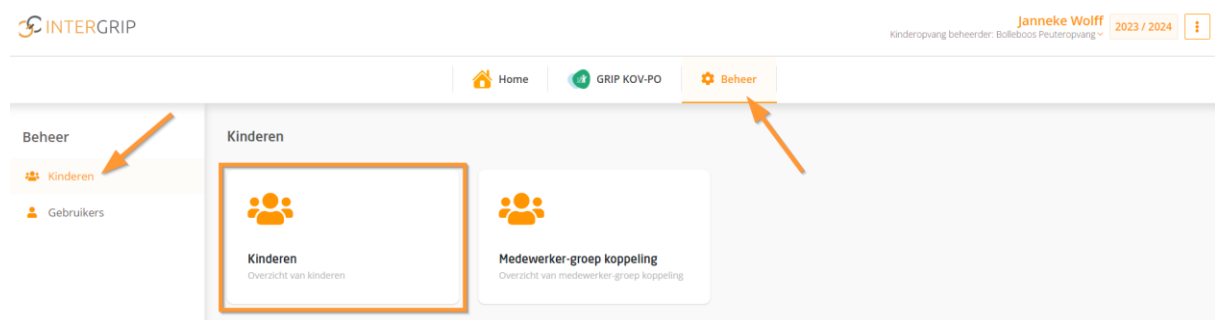 INTERGRIP
Janneke Wolff
Kinderopvang beheerder: Bolleboos Peuteropvang
2023 / 2024
Home
GRIP KOV-PO
Beheer
Beheer
Kinderen
Gebruikers
Kinderen
Kinderen
Overzicht van kinderen
Medewerker-groep koppeling
Overzicht van medewerker-groep koppeling